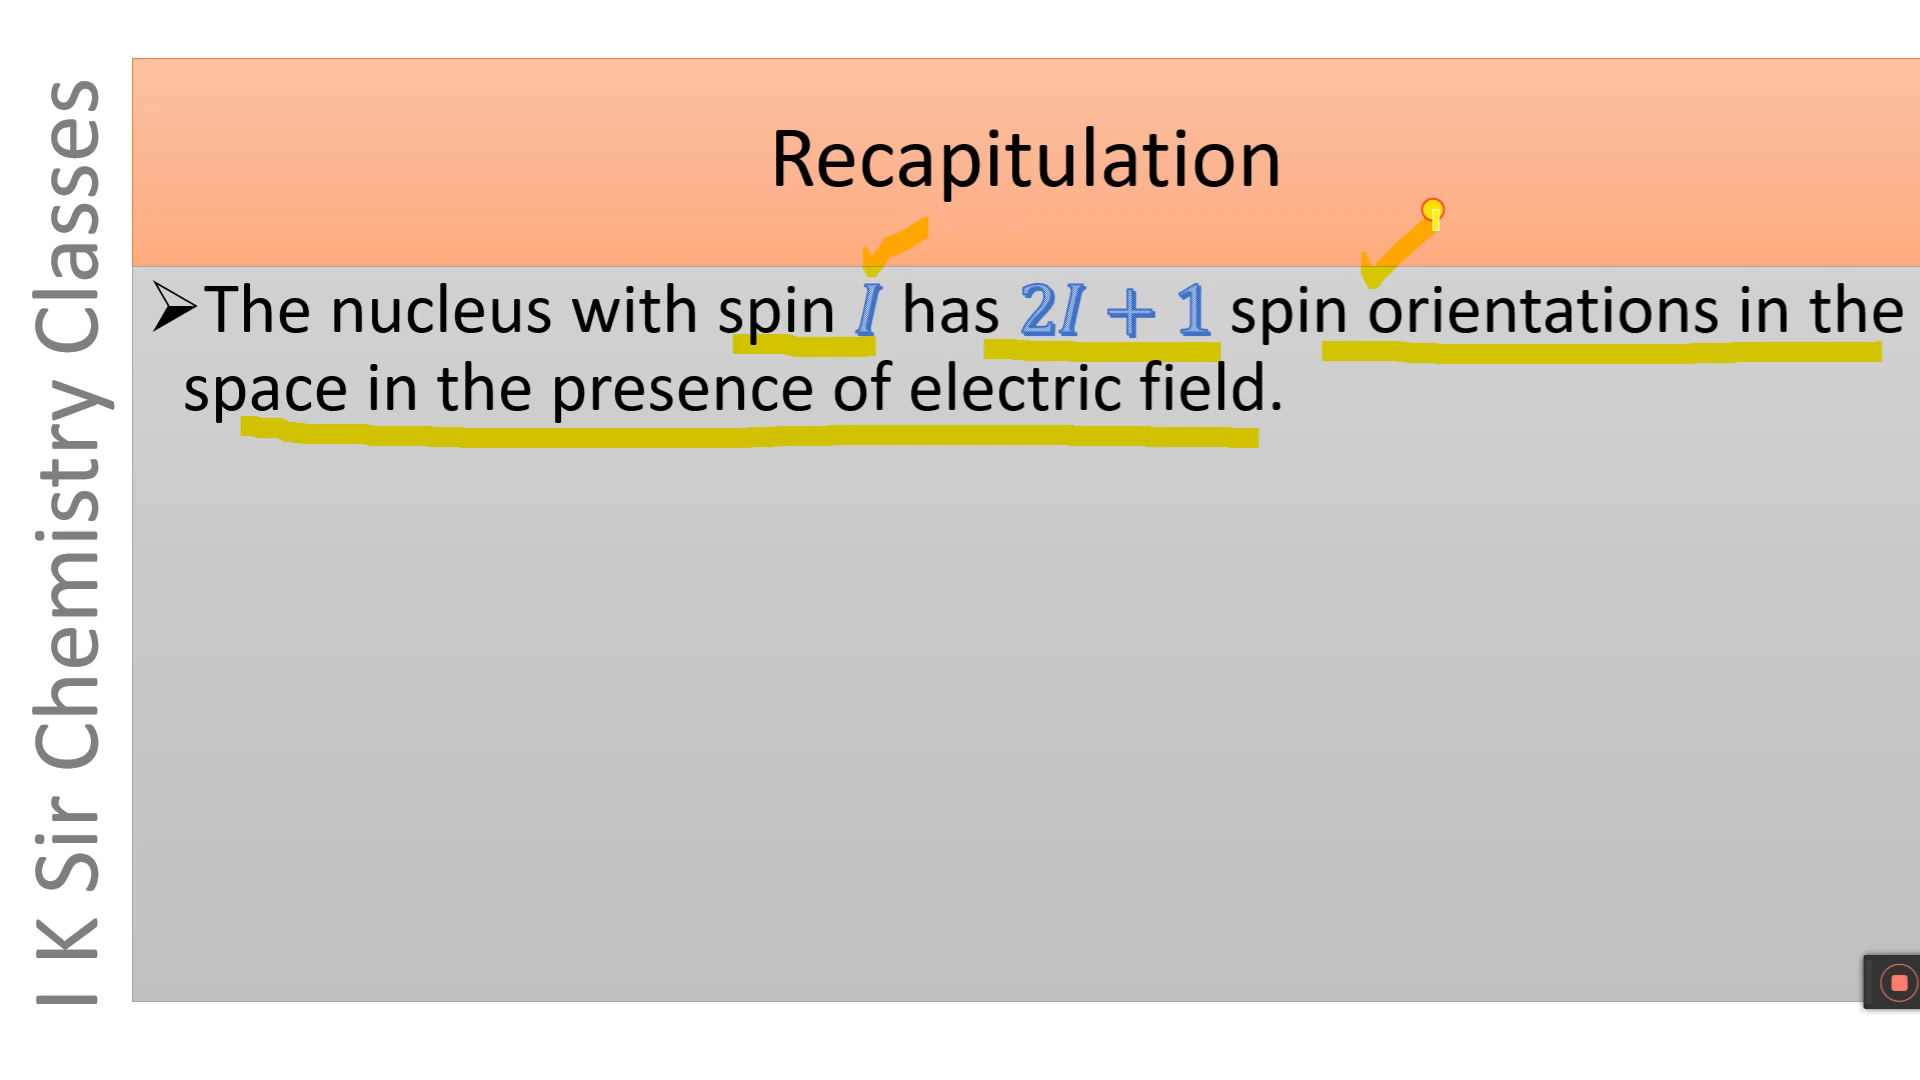 I K Sir Chemistry Classes
Recapitulation
➢The nucleus with spin 𝐼 has 2𝐼 + 1 spin orientations in the
space in the presence of electric field.